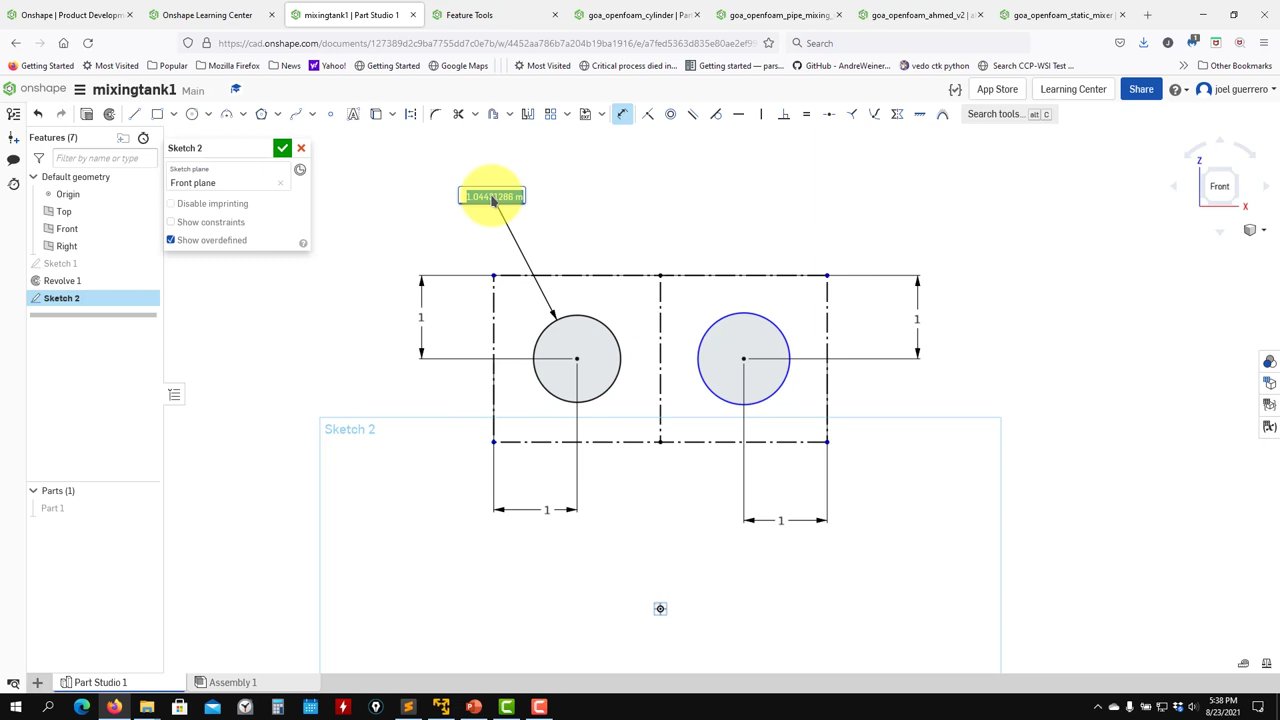 Onshape | Product Developmen
Onshape Learning Center
mixingtank1 | Part Studio 1
Feature Tools
goa_openfoam_cylinder | Part
goa_openfoam_pipe_mixing_
goa_openfoam_ahmed_v2 | a
goa_openfoam_static_mixer |
Search
Getting Started
Most Visited
Popular
Mozilla Firefox
News
Yahoo!
Getting Started
Google Maps
Most Visited
Critical process died in...
Getting started — pars...
GitHub - AndreWeiner...
vedo ctk python
Search CCP-WSI Test ...
Other Bookmarks
onshape
mixingtank1 Main
App Store
Learning Center
Share
joel guerrero
Search tools... alt C
Features (7)
Filter by name or type
Default geometry
Origin
Top
Front
Right
Sketch 1
Revolve 1
Sketch 2
Sketch 2
Sketch plane
Front plane
Disable imprinting
Show constraints
Show overdefined
Z
Front
X
1
1
Sketch 2
1
1
Parts (1)
Part 1
Part Studio 1
Assembly 1
5:38 PM
8/23/2021